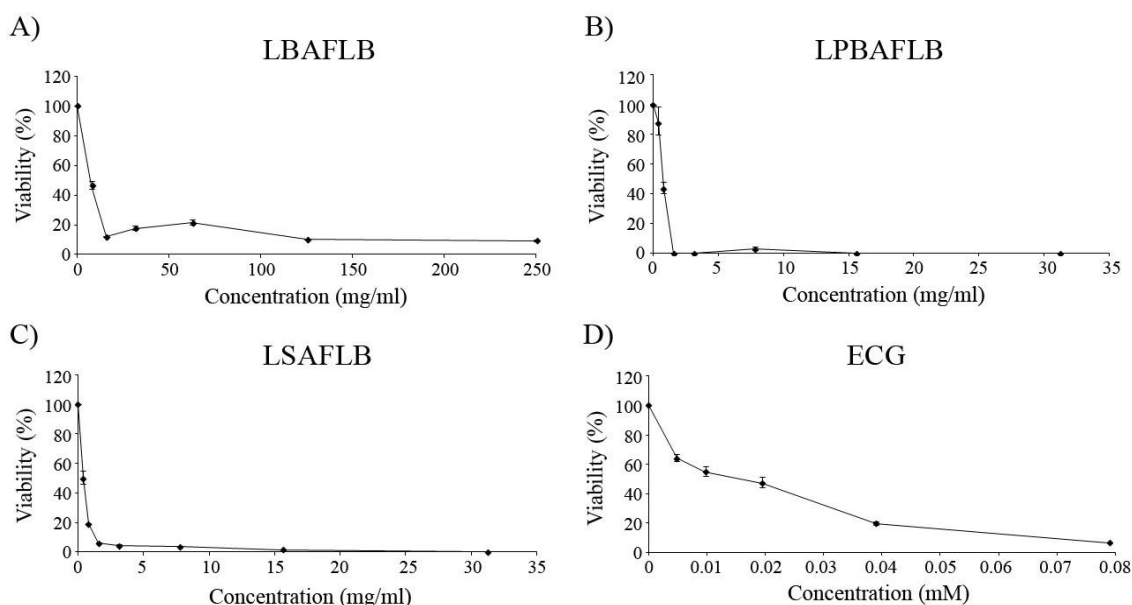 A)
LBAFLB
120
100
80
60
40
20
0
Viability (%)
0 50 100 150 200 250
Concentration (mg/ml)
B)
LPBAFLB
120
100
80
60
40
20
0
Viability (%)
0 5 10 15 20 25 30 35
Concentration (mg/ml)
C)
LSAFLB
120
100
80
60
40
20
0
Viability (%)
0 5 10 15 20 25 30 35
Concentration (mg/ml)
D)
ECG
120
100
80
60
40
20
0
Viability (%)
0 0.01 0.02 0.03 0.04 0.05 0.06 0.07 0.08
Concentration (mM)